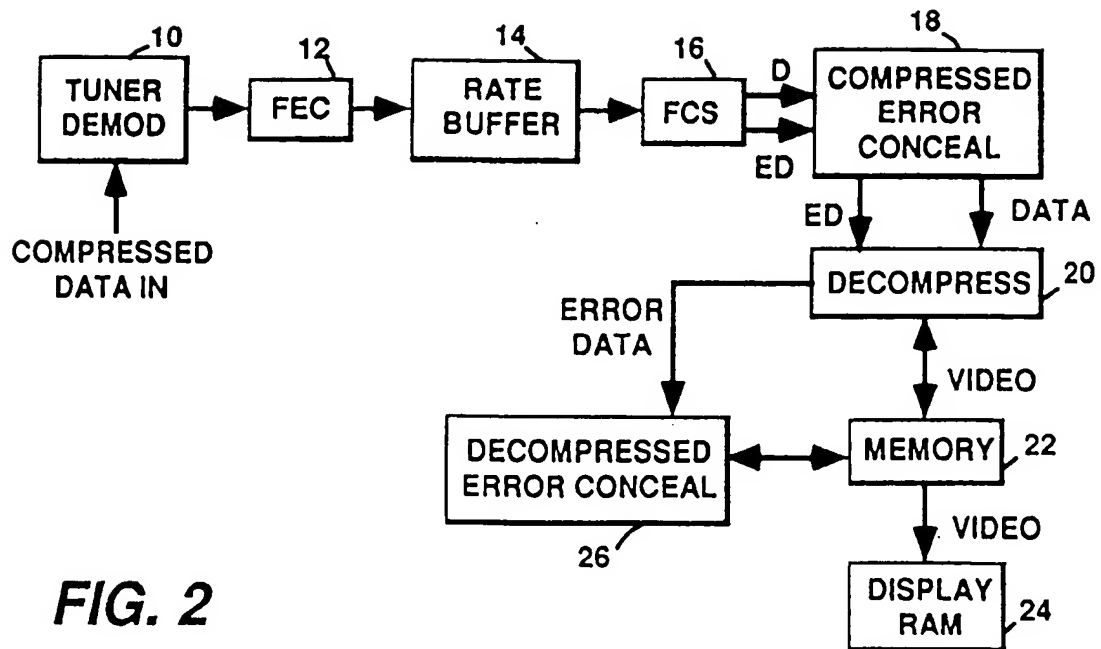 10
TUNER
DEMOD
12
FEC
14
RATE
BUFFER
16
FCS
D
ED
18
COMPRESSED
ERROR
CONCEAL
COMPRESSED
DATA IN
ED
DATA
DECOMPRESS
20
ERROR
DATA
VIDEO
DECOMPRESSED
ERROR CONCEAL
26
MEMORY
22
VIDEO
DISPLAY
RAM
24
FIG. 2